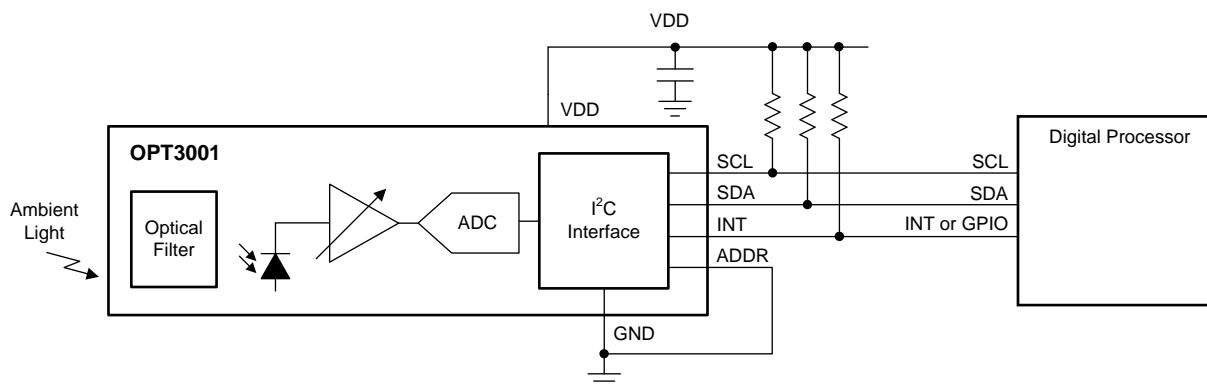 VDD
VDD
OPT3001
Digital Processor
SCL
SCL
SDA
SDA
INT
INT or GPIO
ADDR
Ambient
Light
Optical
Filter
ADC
I²C
Interface
GND